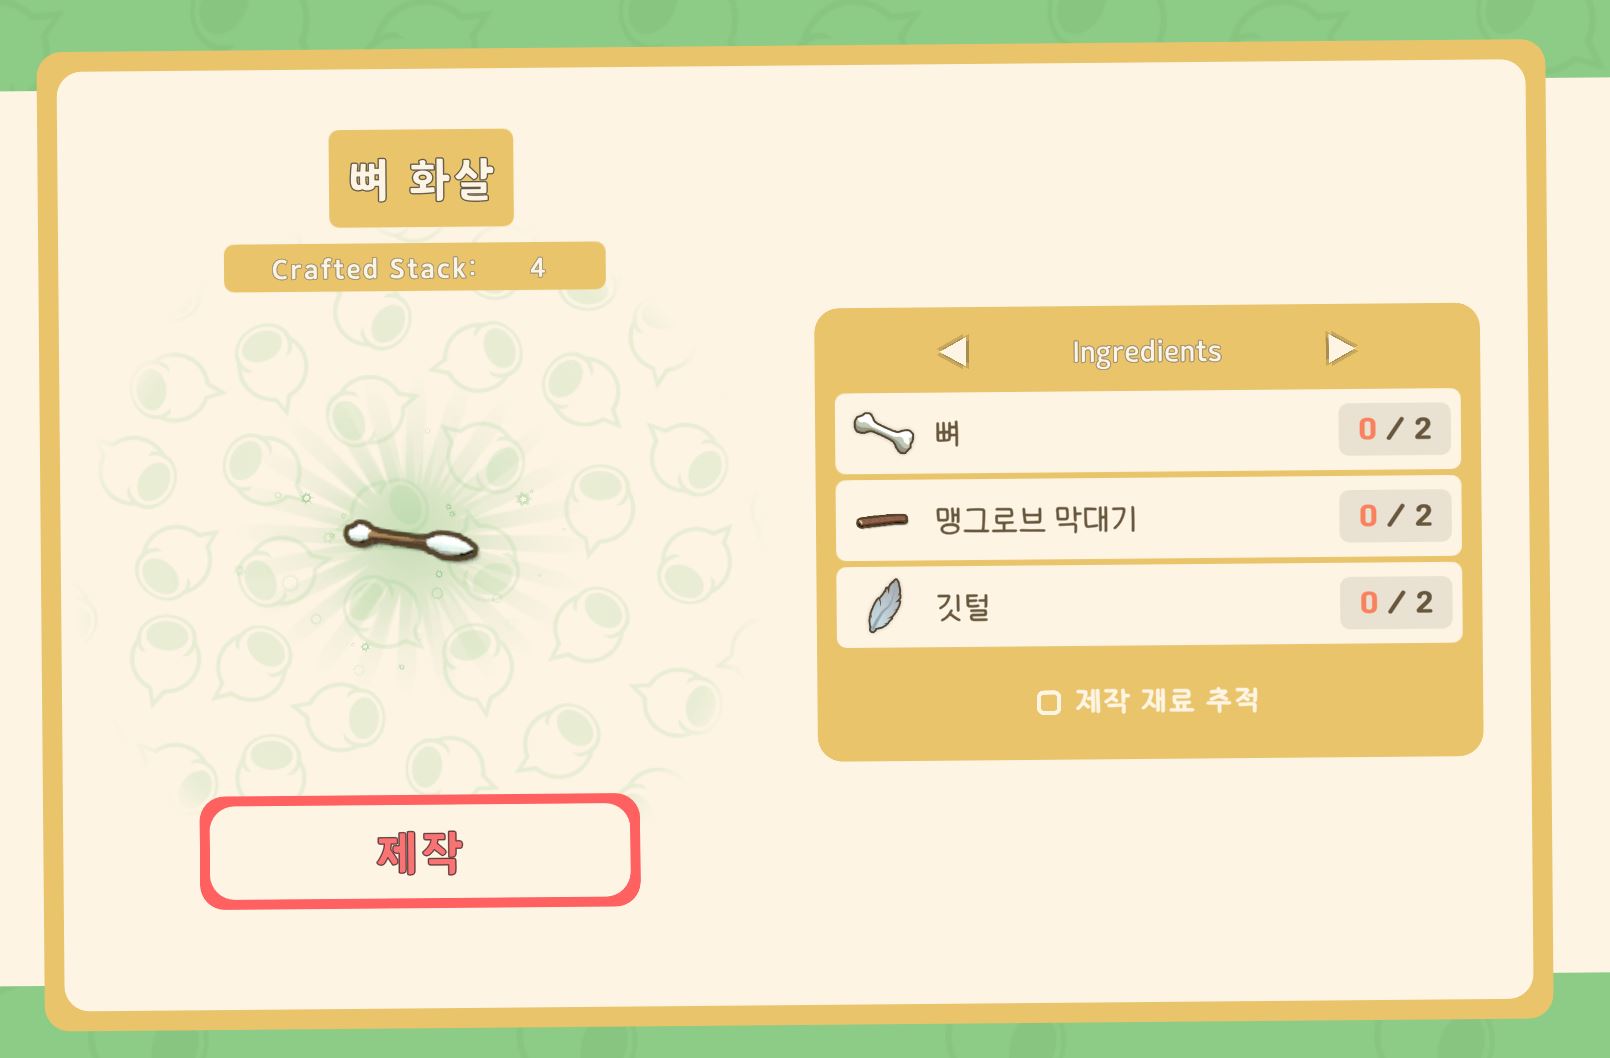 뼈 화살
Crafted Stack: 4
Ingredients
뼈 0 / 2
맹그로브 막대기 0 / 2
깃털 0 / 2
제작 재료 추적
제작